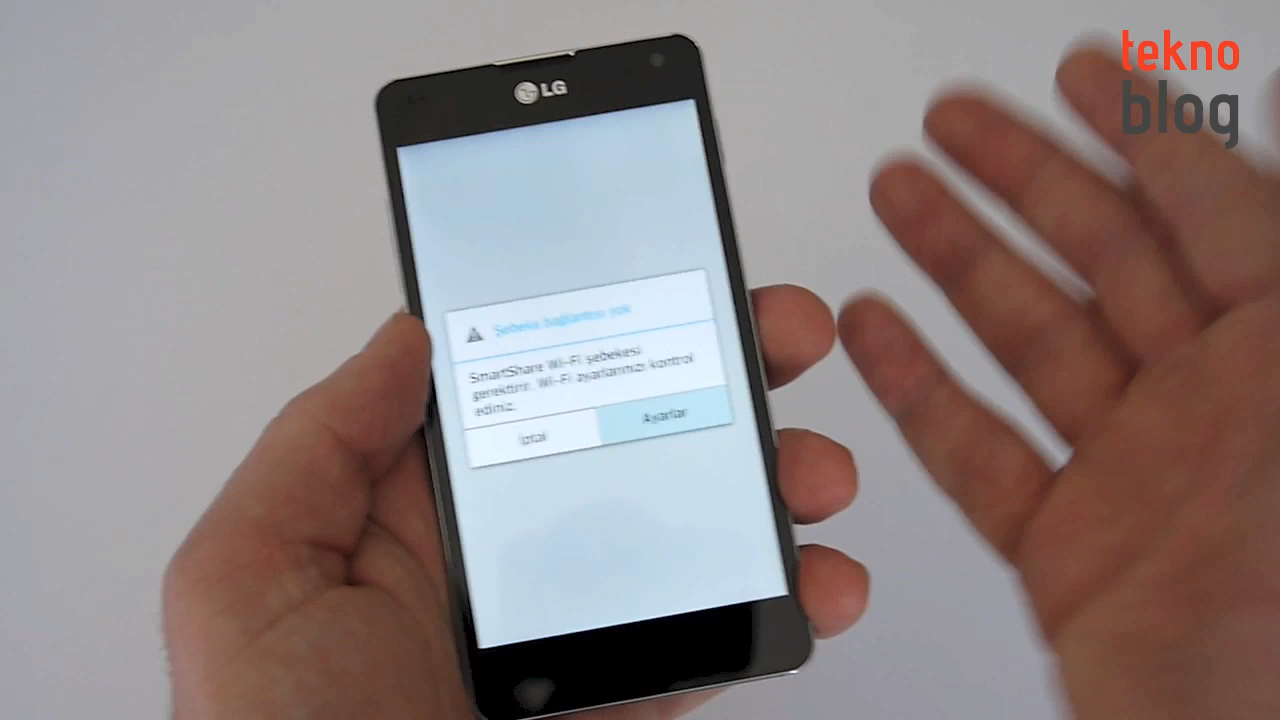 tekno
blog
LG
Şebeke bağlantısı yok
SmartShare Wi-Fi şebekesi
gerektirir. Wi-Fi ayarlarınızı kontrol
ediniz.
İptal
Ayarlar